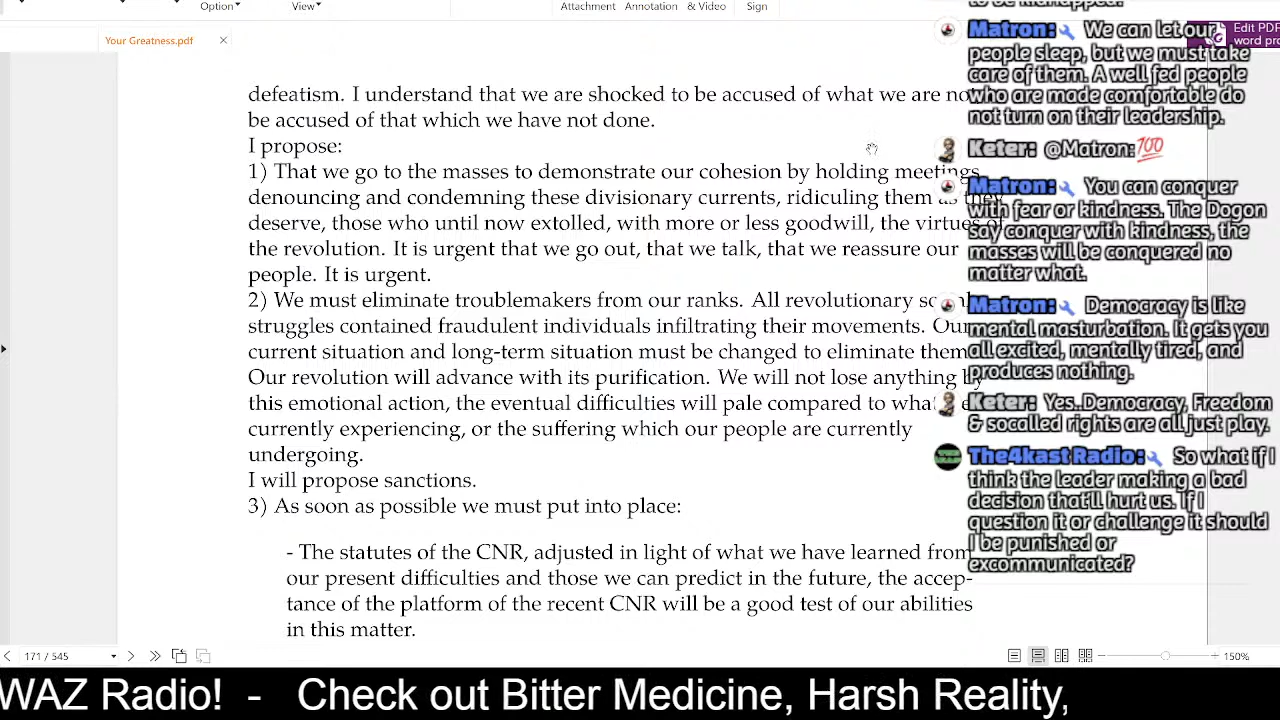 Option
View
Attachment
Annotation
& Video
Sign
Your Greatness.pdf
Edit PDF
defeatism. I understand that we are shocked to be accused of what we are
be accused of that which we have not done.
I propose:
1) That we go to the masses to demonstrate our cohesion by holding meetings
denouncing and condemning these divisionary currents, ridiculing them as they
deserve, those who until now extolled, with more or less goodwill, the virtues of
the revolution. It is urgent that we go out, that we talk, that we reassure our
people. It is urgent.
2) We must eliminate troublemakers from our ranks. All revolutionary
struggles contained fraudulent individuals infiltrating their movements. Our
current situation and long-term situation must be changed to eliminate them
Our revolution will advance with its purification. We will not lose anything by
this emotional action, the eventual difficulties will pale compared to
currently experiencing, or the suffering which our people are currently
undergoing.
I will propose sanctions.
3) As soon as possible we must put into place:
- The statutes of the CNR, adjusted in light of what we have learned from
our present difficulties and those we can predict in the future, the accep-
tance of the platform of the recent CNR will be a good test of our abilities
in this matter.
to be kidnapped.
Matron: We can let our
people sleep, but we must take
care of them. A well fed people
who are made comfortable do
not turn on their leadership.
Keter: @Matron:💯
Matron: You can conquer
with fear or kindness. The Dogon
say conquer with kindness, the
masses will be conquered no
matter what.
Matron: Democracy is like
mental masturbation. It gets you
all excited, mentally tired, and
produces nothing.
Keter: Yes..Democracy, Freedom
& socalled rights are all just play.
The4kast Radio: So what if I
think the leader making a bad
decision that'll hurt us. If I
question it or challenge it should
I be punished or
excommunicated?
171 / 545
150%
WAZ Radio! - Check out Bitter Medicine, Harsh Reality,